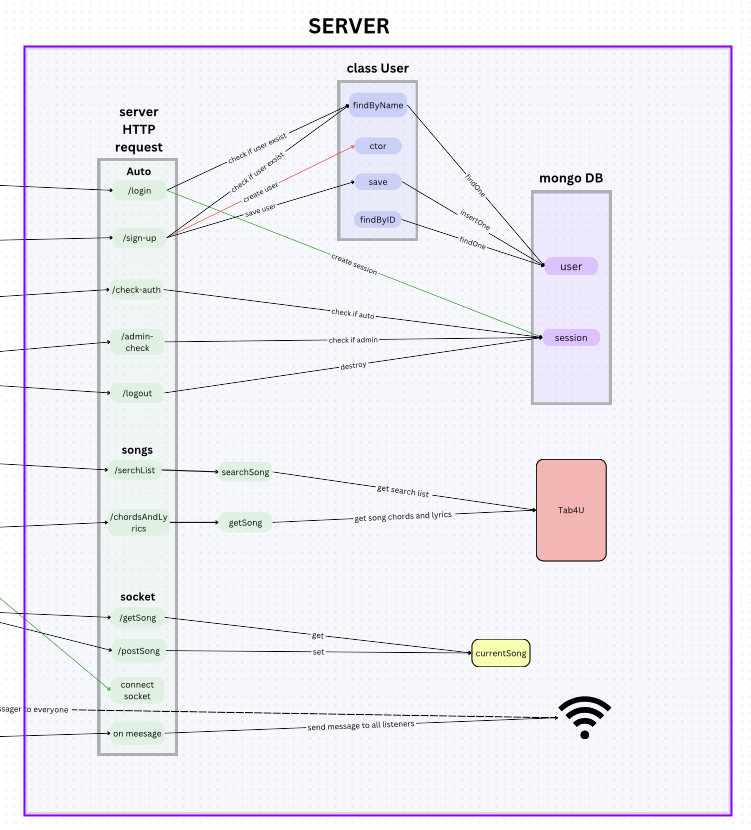 SERVER
class User
findByName
ctor
save
findByID
server
HTTP
request
Auto
/login
/sign-up
/check-auth
/admin-
check
/logout
check if user exsist
check if user exsist
create user
save user
findOne
insertOne
findOne
create session
check if auto
check if admin
destroy
mongo DB
user
session
songs
/serchList
searchSong
get search list
/chordsAndLy
rics
getSong
get song chords and lyrics
Tab4U
socket
/getSong
get
/postSong
set
currentSong
connect
socket
ssager to everyone
on meesage
send message to all listeners